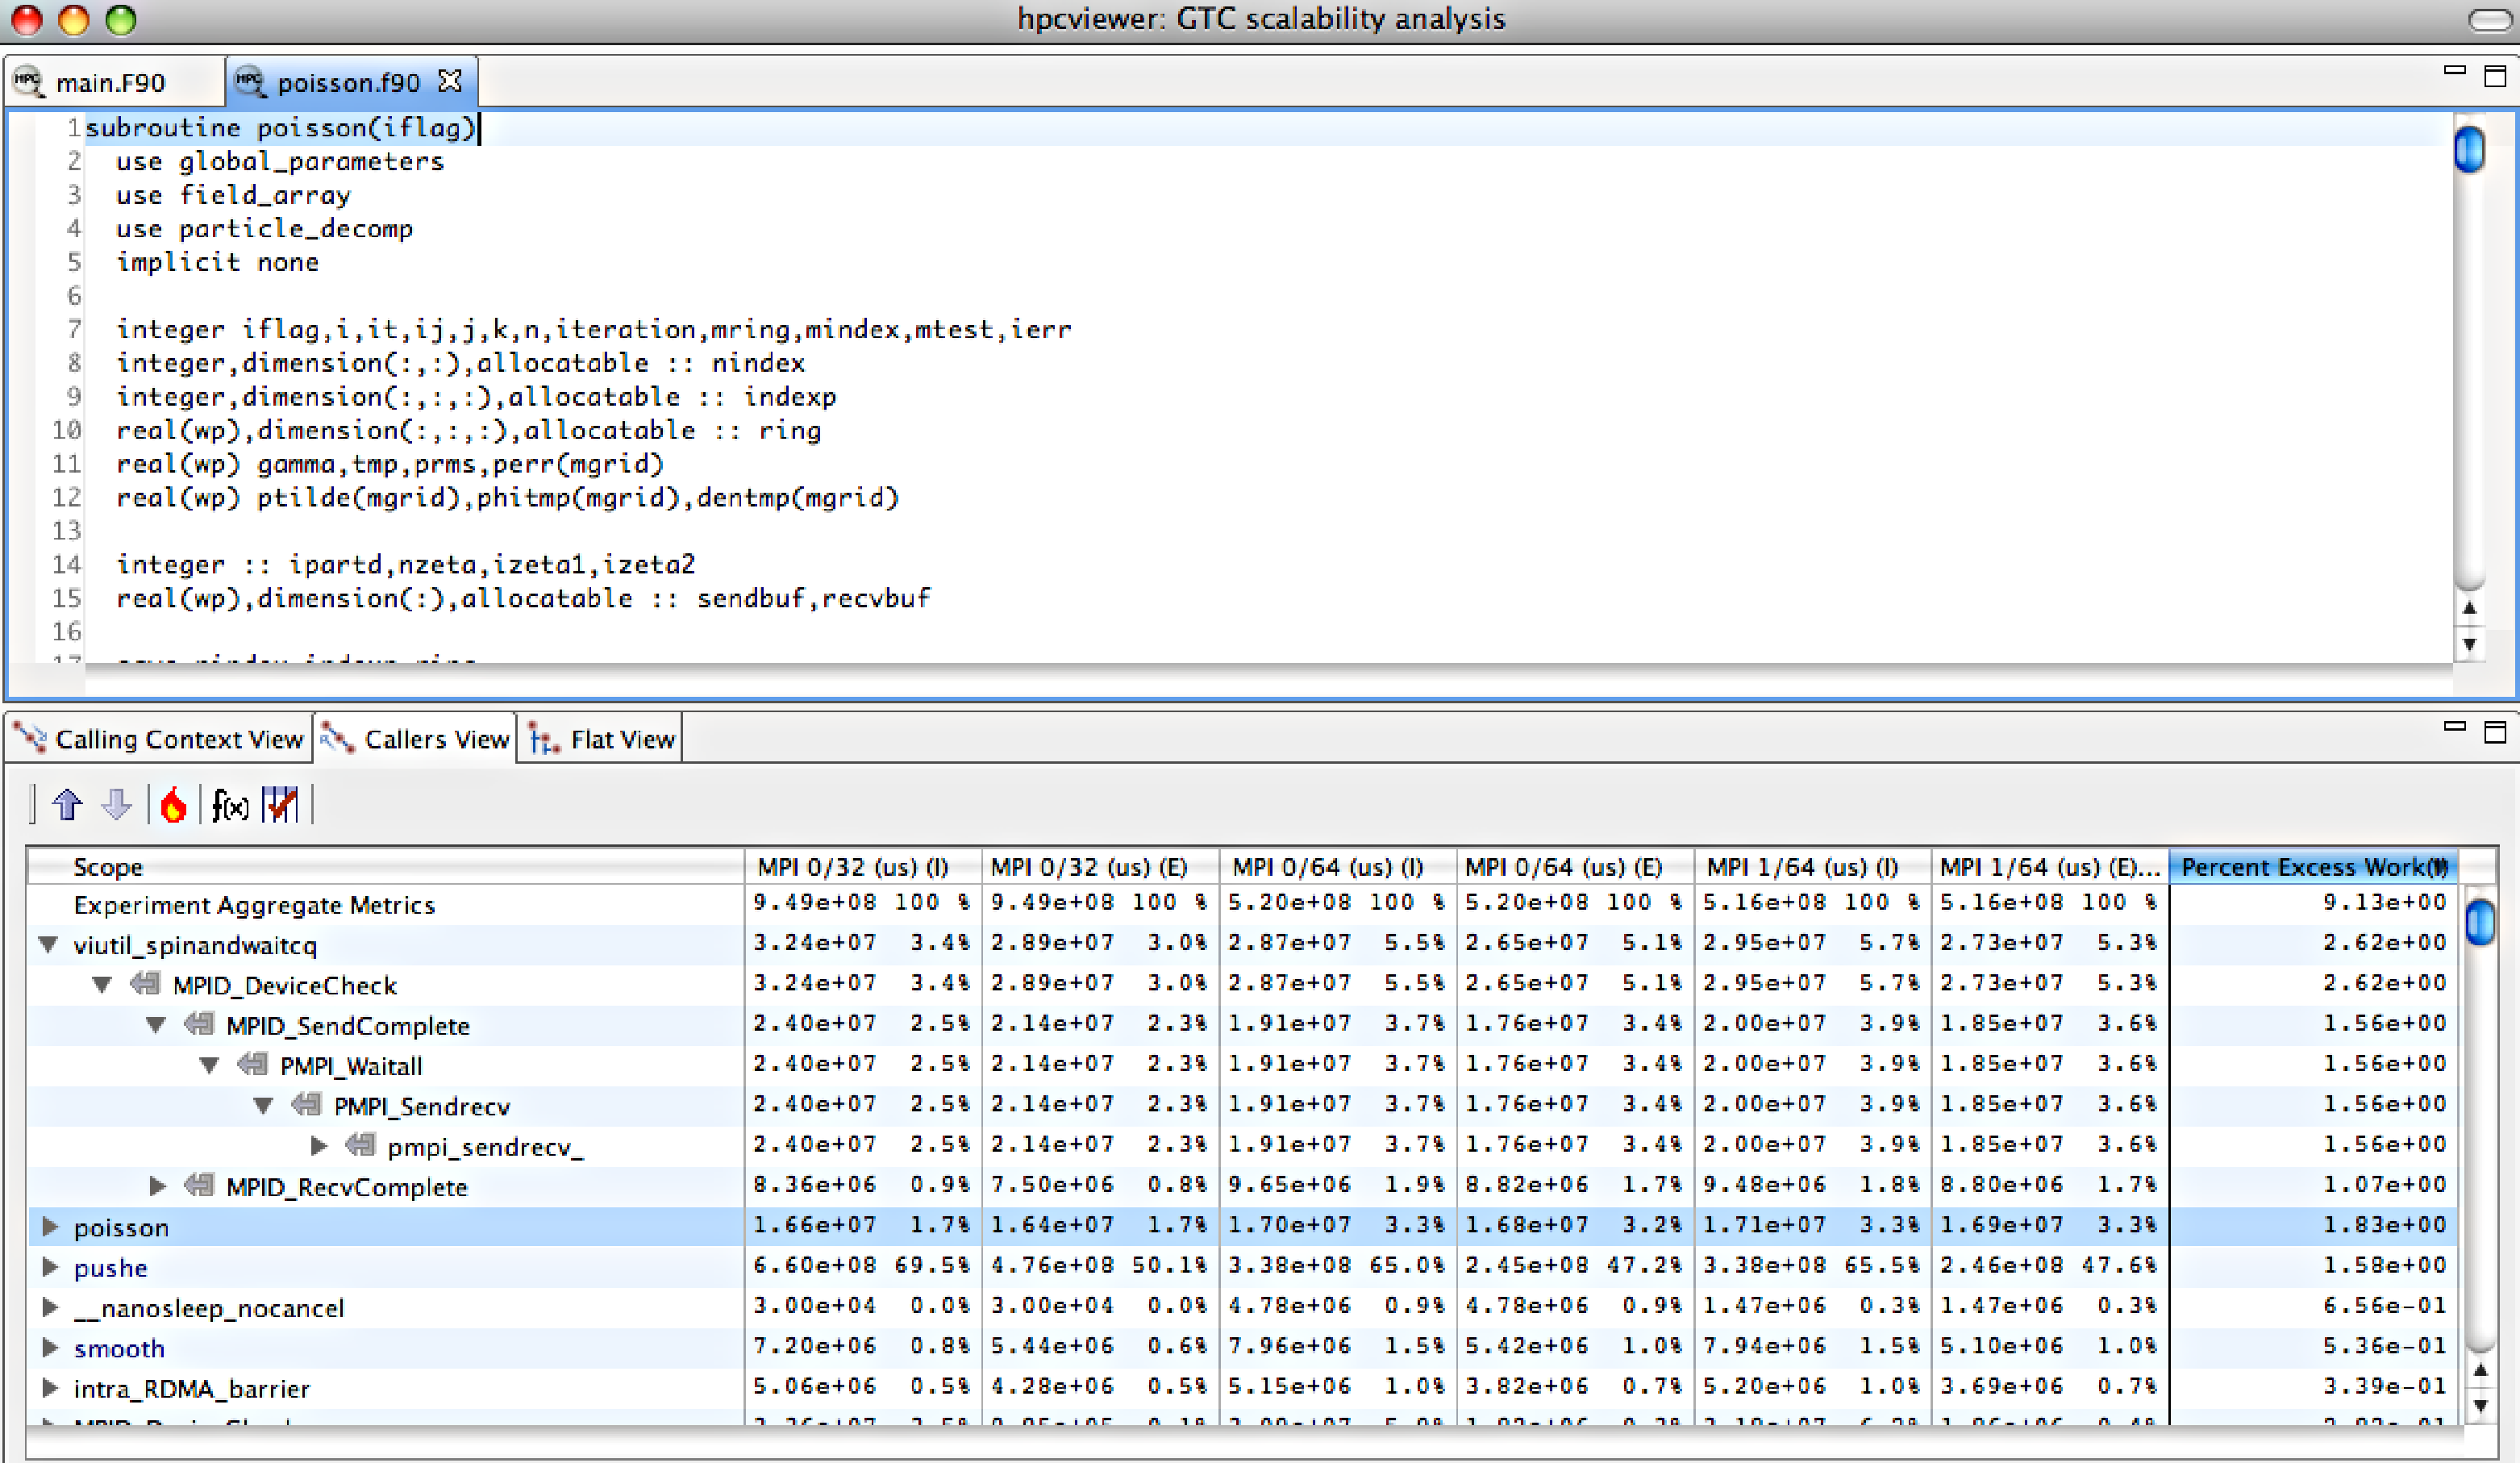 hpcviewer: GTC scalability analysis
main.F90 poisson.f90
1 subroutine poisson(iflag)
2 use global_parameters
3 use field_array
4 use particle_decomp
5 implicit none
6
7 integer iflag,i,it,ij,j,k,n,iteration,mring,mindex,mtest,ierr
8 integer,dimension(:,:),allocatable :: nindex
9 integer,dimension(:,:,:),allocatable :: indexp
10 real(wp),dimension(:,:,:),allocatable :: ring
11 real(wp) gamma,tmp,prms,perr(mgrid)
12 real(wp) ptilde(mgrid),phitmp(mgrid),dentmp(mgrid)
13
14 integer :: ipartd,nzeta,izeta1,izeta2
15 real(wp),dimension(:),allocatable :: sendbuf,recvbuf
16
Calling Context View Callers View Flat View
f(x)
Scope MPI 0/32 (us) (I) MPI 0/32 (us) (E) MPI 0/64 (us) (I) MPI 0/64 (us) (E) MPI 1/64 (us) (I) MPI 1/64 (us) (E)... Percent Excess Work
Experiment Aggregate Metrics 9.49e+08 100 % 9.49e+08 100 % 5.20e+08 100 % 5.20e+08 100 % 5.16e+08 100 % 5.16e+08 100 % 9.13e+00
viutil_spinandwaitcq 3.24e+07 3.4% 2.89e+07 3.0% 2.87e+07 5.5% 2.65e+07 5.1% 2.95e+07 5.7% 2.73e+07 5.3% 2.62e+00
MPID_DeviceCheck 3.24e+07 3.4% 2.89e+07 3.0% 2.87e+07 5.5% 2.65e+07 5.1% 2.95e+07 5.7% 2.73e+07 5.3% 2.62e+00
MPID_SendComplete 2.40e+07 2.5% 2.14e+07 2.3% 1.91e+07 3.7% 1.76e+07 3.4% 2.00e+07 3.9% 1.85e+07 3.6% 1.56e+00
PMPI_Waitall 2.40e+07 2.5% 2.14e+07 2.3% 1.91e+07 3.7% 1.76e+07 3.4% 2.00e+07 3.9% 1.85e+07 3.6% 1.56e+00
PMPI_Sendrecv 2.40e+07 2.5% 2.14e+07 2.3% 1.91e+07 3.7% 1.76e+07 3.4% 2.00e+07 3.9% 1.85e+07 3.6% 1.56e+00
pmpi_sendrecv_ 2.40e+07 2.5% 2.14e+07 2.3% 1.91e+07 3.7% 1.76e+07 3.4% 2.00e+07 3.9% 1.85e+07 3.6% 1.56e+00
MPID_RecvComplete 8.36e+06 0.9% 7.50e+06 0.8% 9.65e+06 1.9% 8.82e+06 1.7% 9.48e+06 1.8% 8.80e+06 1.7% 1.07e+00
poisson 1.66e+07 1.7% 1.64e+07 1.7% 1.70e+07 3.3% 1.68e+07 3.2% 1.71e+07 3.3% 1.69e+07 3.3% 1.83e+00
pushe 6.60e+08 69.5% 4.76e+08 50.1% 3.38e+08 65.0% 2.45e+08 47.2% 3.38e+08 65.5% 2.46e+08 47.6% 1.58e+00
__nanosleep_nocancel 3.00e+04 0.0% 3.00e+04 0.0% 4.78e+06 0.9% 4.78e+06 0.9% 1.47e+06 0.3% 1.47e+06 0.3% 6.56e-01
smooth 7.20e+06 0.8% 5.44e+06 0.6% 7.96e+06 1.5% 5.42e+06 1.0% 7.94e+06 1.5% 5.10e+06 1.0% 5.36e-01
intra_RDMA_barrier 5.06e+06 0.5% 4.28e+06 0.5% 5.15e+06 1.0% 3.82e+06 0.7% 5.20e+06 1.0% 3.69e+06 0.7% 3.39e-01